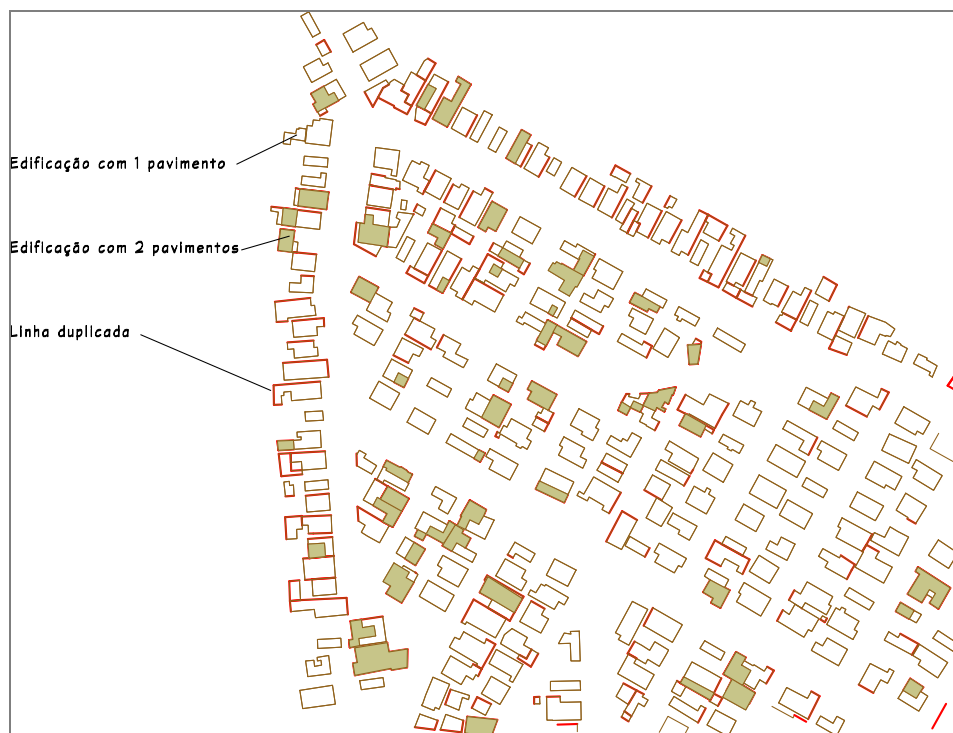 Edificação com 1 pavimento
Edificação com 2 pavimentos
Linha duplicada